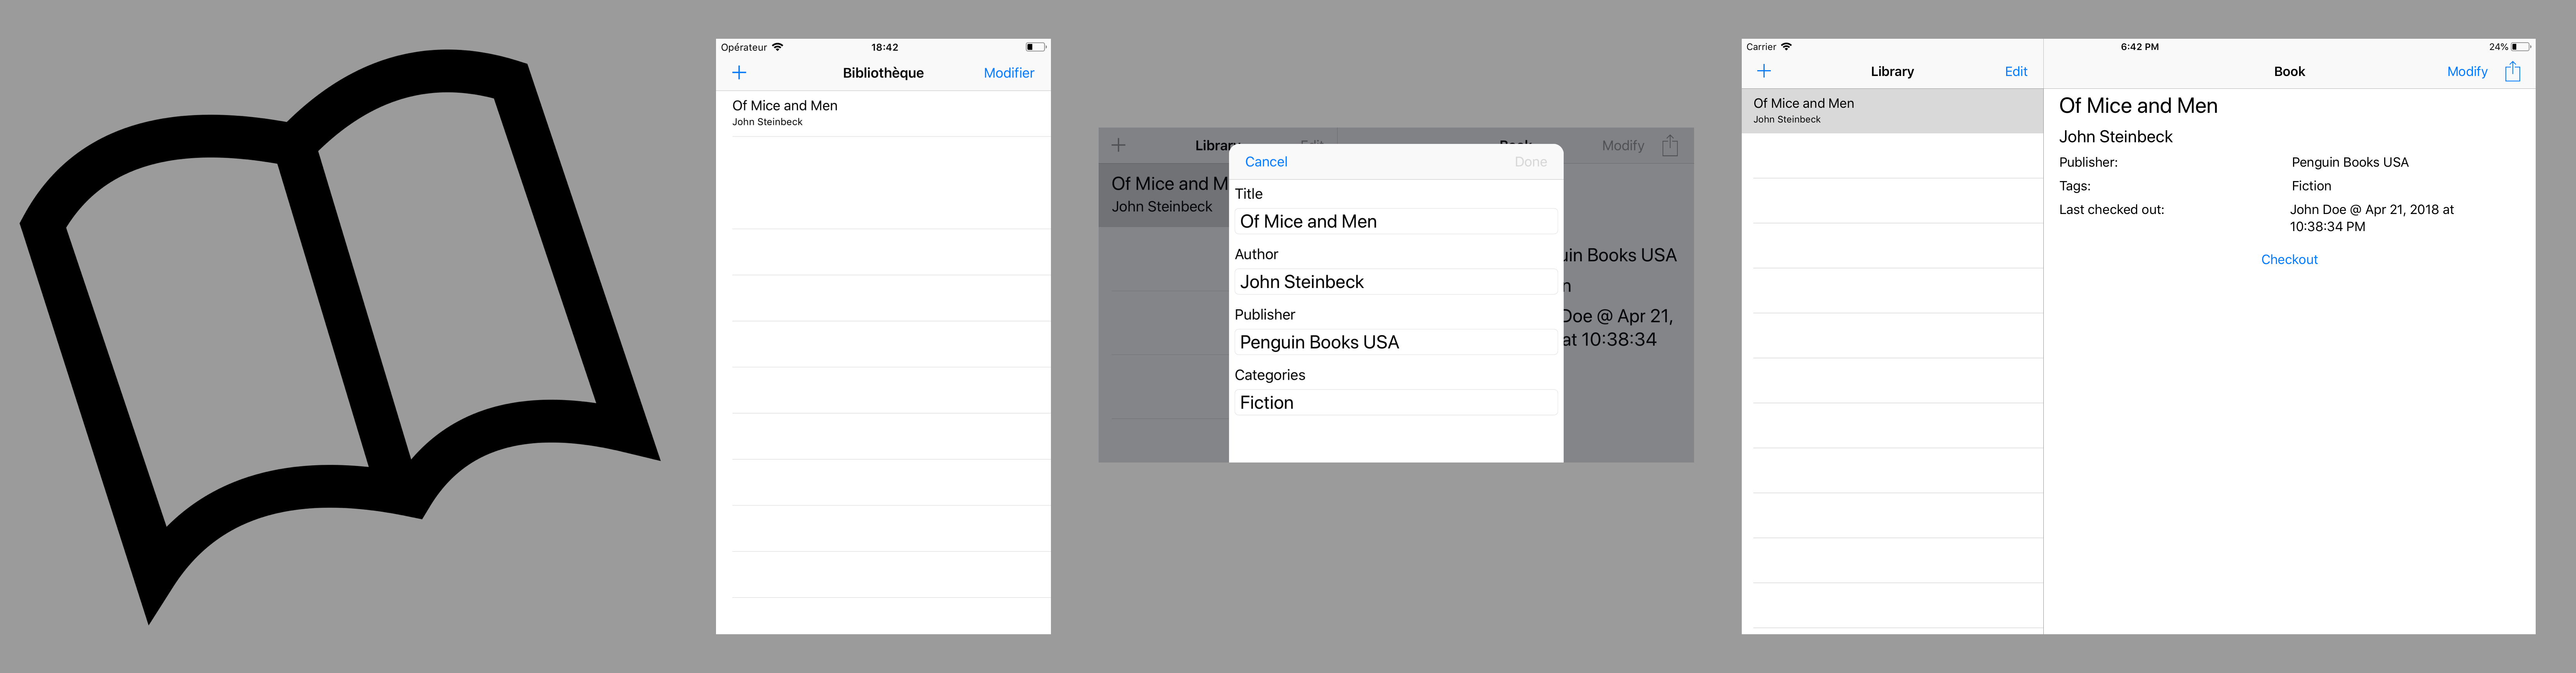 Opérateur 18:42
Bibliothèque Modifier
Of Mice and Men
John Steinbeck
Library Edit Book Modify
Of Mice and M
John Steinbeck
Cancel Done
Title
Of Mice and Men
Author
John Steinbeck
Publisher
Penguin Books USA
Categories
Fiction
uin Books USA
n
Doe @ Apr 21,
at 10:38:34
Carrier 6:42 PM 24%
Library Edit Book Modify
Of Mice and Men
John Steinbeck
Of Mice and Men
John Steinbeck
Publisher: Penguin Books USA
Tags: Fiction
Last checked out: John Doe @ Apr 21, 2018 at
10:38:34 PM
Checkout